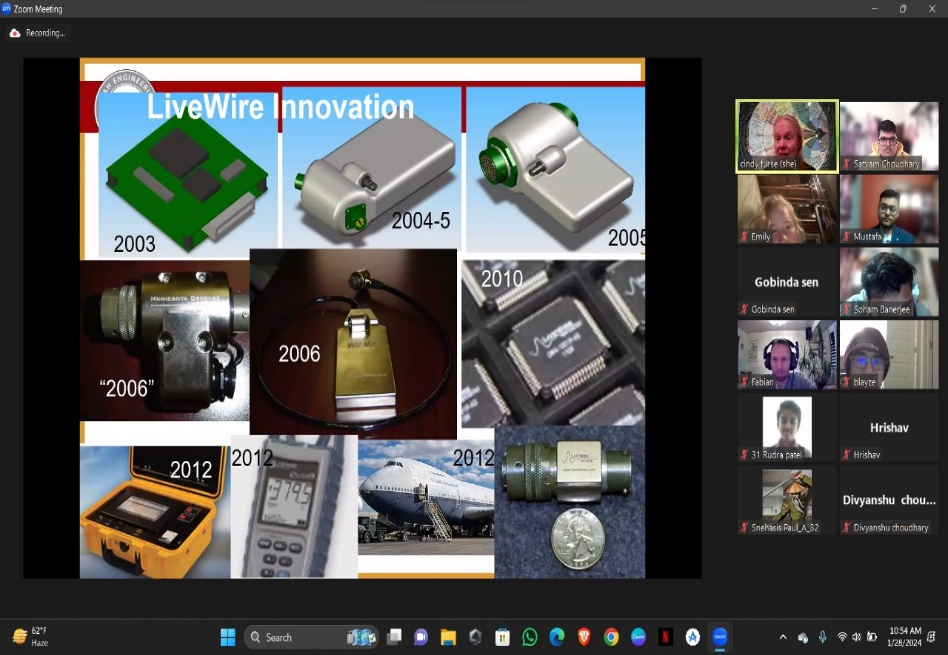 Zoom Meeting
Recording...
LiveWire Innovation
2003
2004-5
2005
"2006"
2006
2010
2012
2012
2012
cindy furse (she)
Satyam Choudhary
Emily
Mustafa
Gobinda sen
Gobinda sen
Soham Banerjee
Fabian
blayze
31 Rudra patel
Hrishav
Hrishav
Snehasis Paul_A_32
Divyanshu chou...
Divyanshu choudhary
62°F
Haze
Search
10:54 AM
1/28/2024